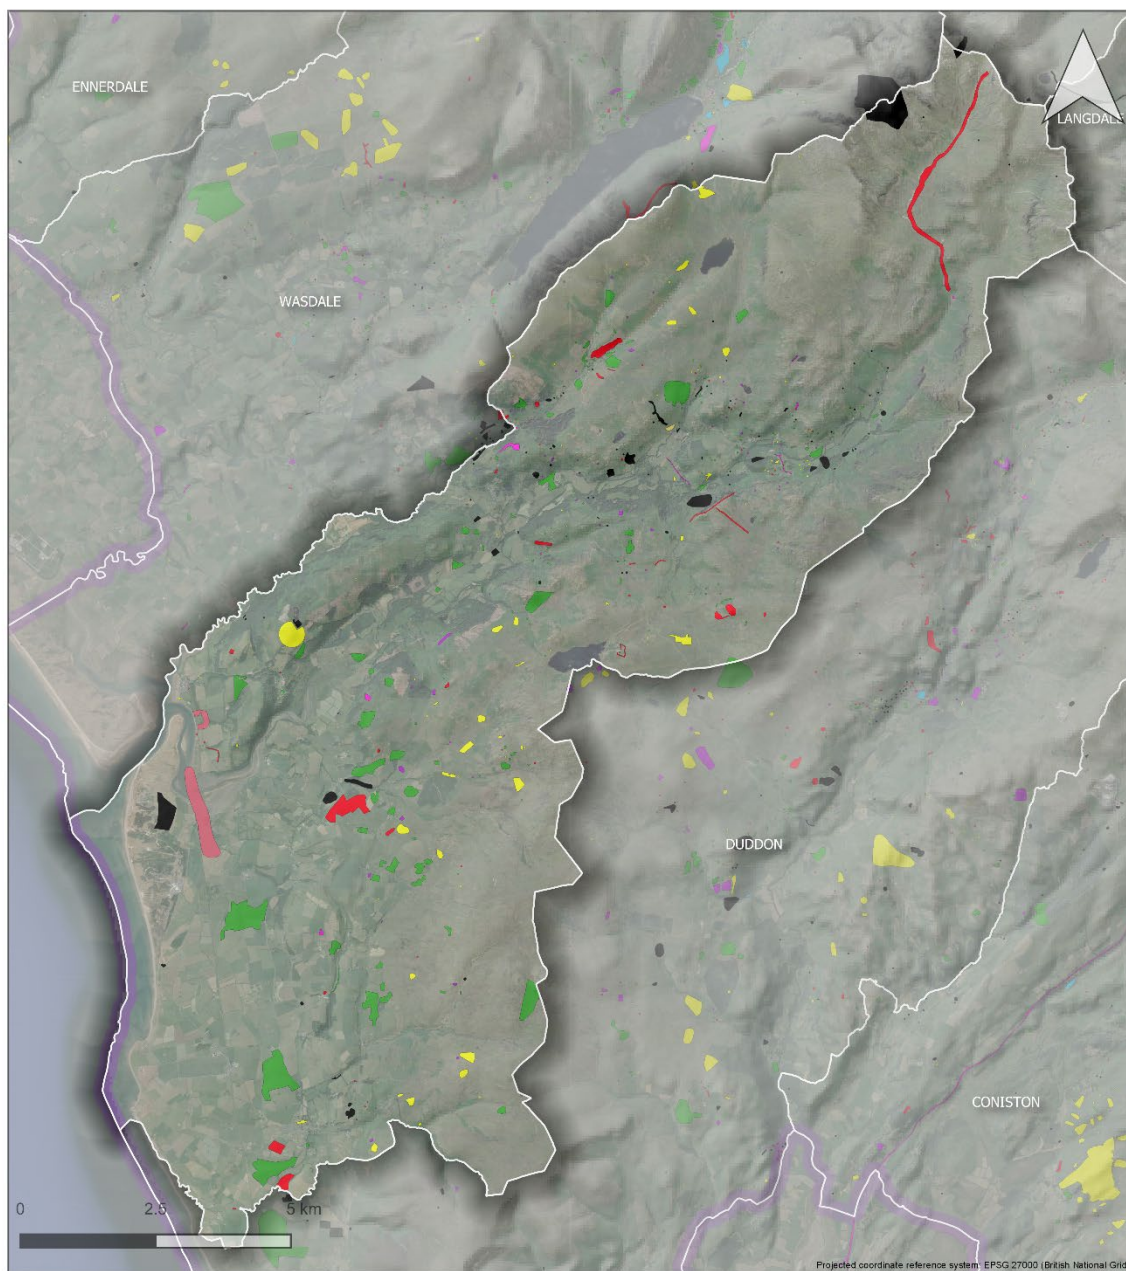 ENNERDALE
LANGDALE
WASDALE
DUDDON
CONISTON
0 2.5 5 km
Projected coordinate reference system: EPSG 27000 (British National Grid